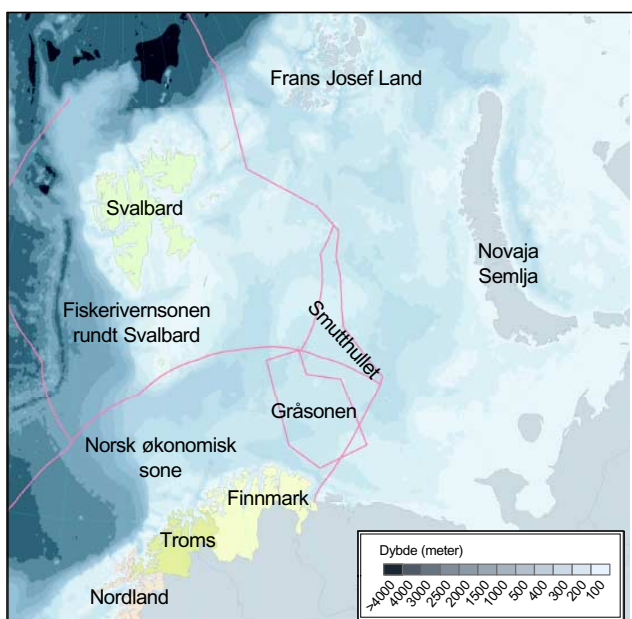 Frans Josef Land
Svalbard
Novaja
Semlja
Fiskerivernsonen
rundt Svalbard
Smutthullet
Gråsonen
Norsk økonomisk
sone
Finnmark
Troms
Nordland
Dybde (meter)
>4000 4000 3000 2500 2000 1500 1000 500 400 300 200 100